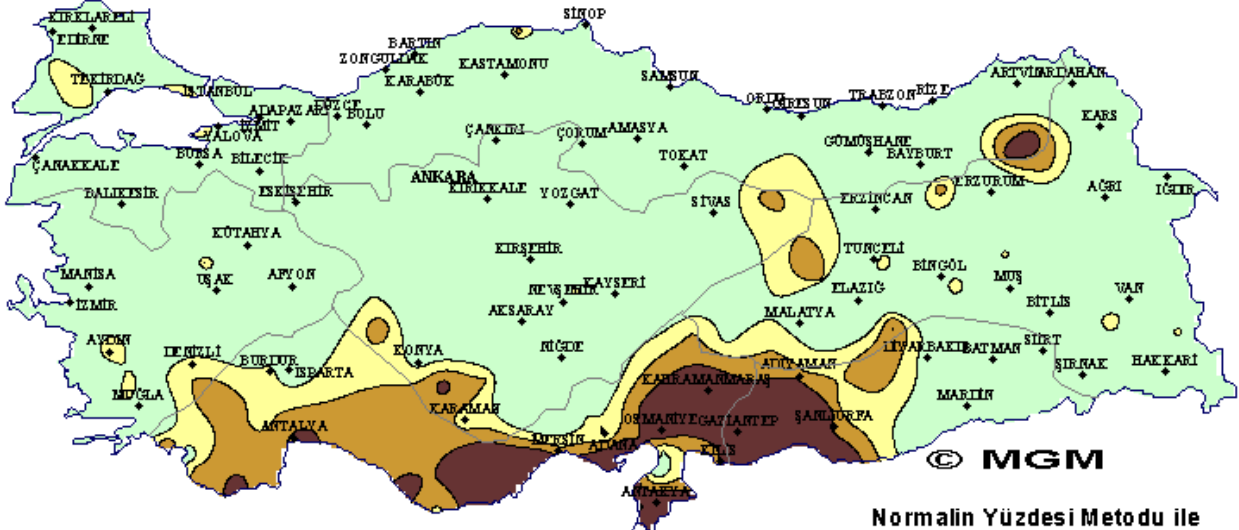 SİNOP
KIRKLARELİ
EDİRNE
BARTIN
ZONGULDAK
KASTAMONU
KARABÜK
TEKİRDAĞ
İSTANBUL
SAMSUN
ARTVİN
ARDAHAN
RİZE
TRABZON
ORDU
GİRESUN
DÜZCE
ADAPAZARI
BOLU
İZMİT
YALOVA
KARS
ÇANKIRI
ÇORUM
AMASYA
GÜMÜŞHANE
BAYBURT
TOKAT
ÇANAKKALE
BURSA
BİLECİK
ANKARA
KIRIKKALE
ESKİŞEHİR
BALIKESİR
YOZGAT
SİVAS
ERZİNCAN
ERZURUM
AĞRI
IĞDIR
KÜTAHYA
KIRŞEHİR
TUNCELİ
MANİSA
UŞAK
AFYON
NEVŞEHİR
KAYSERİ
BİNGÖL
MUŞ
VAN
İZMİR
AKSARAY
ELAZIĞ
BİTLİS
MALATYA
AYDIN
DENİZLİ
BURDUR
ISPARTA
KONYA
NİĞDE
ADIYAMAN
DİYARBAKIR
BATMAN
SİİRT
ŞIRNAK
HAKKARİ
MUĞLA
KAHRAMANMARAŞ
MARDİN
ANTALYA
KARAMAN
MERSİN
ADANA
OSMANİYE
GAZİANTEP
ŞANLIURFA
KİLİS
ANTAKYA
© MGM
Normalin Yüzdesi Metodu ile